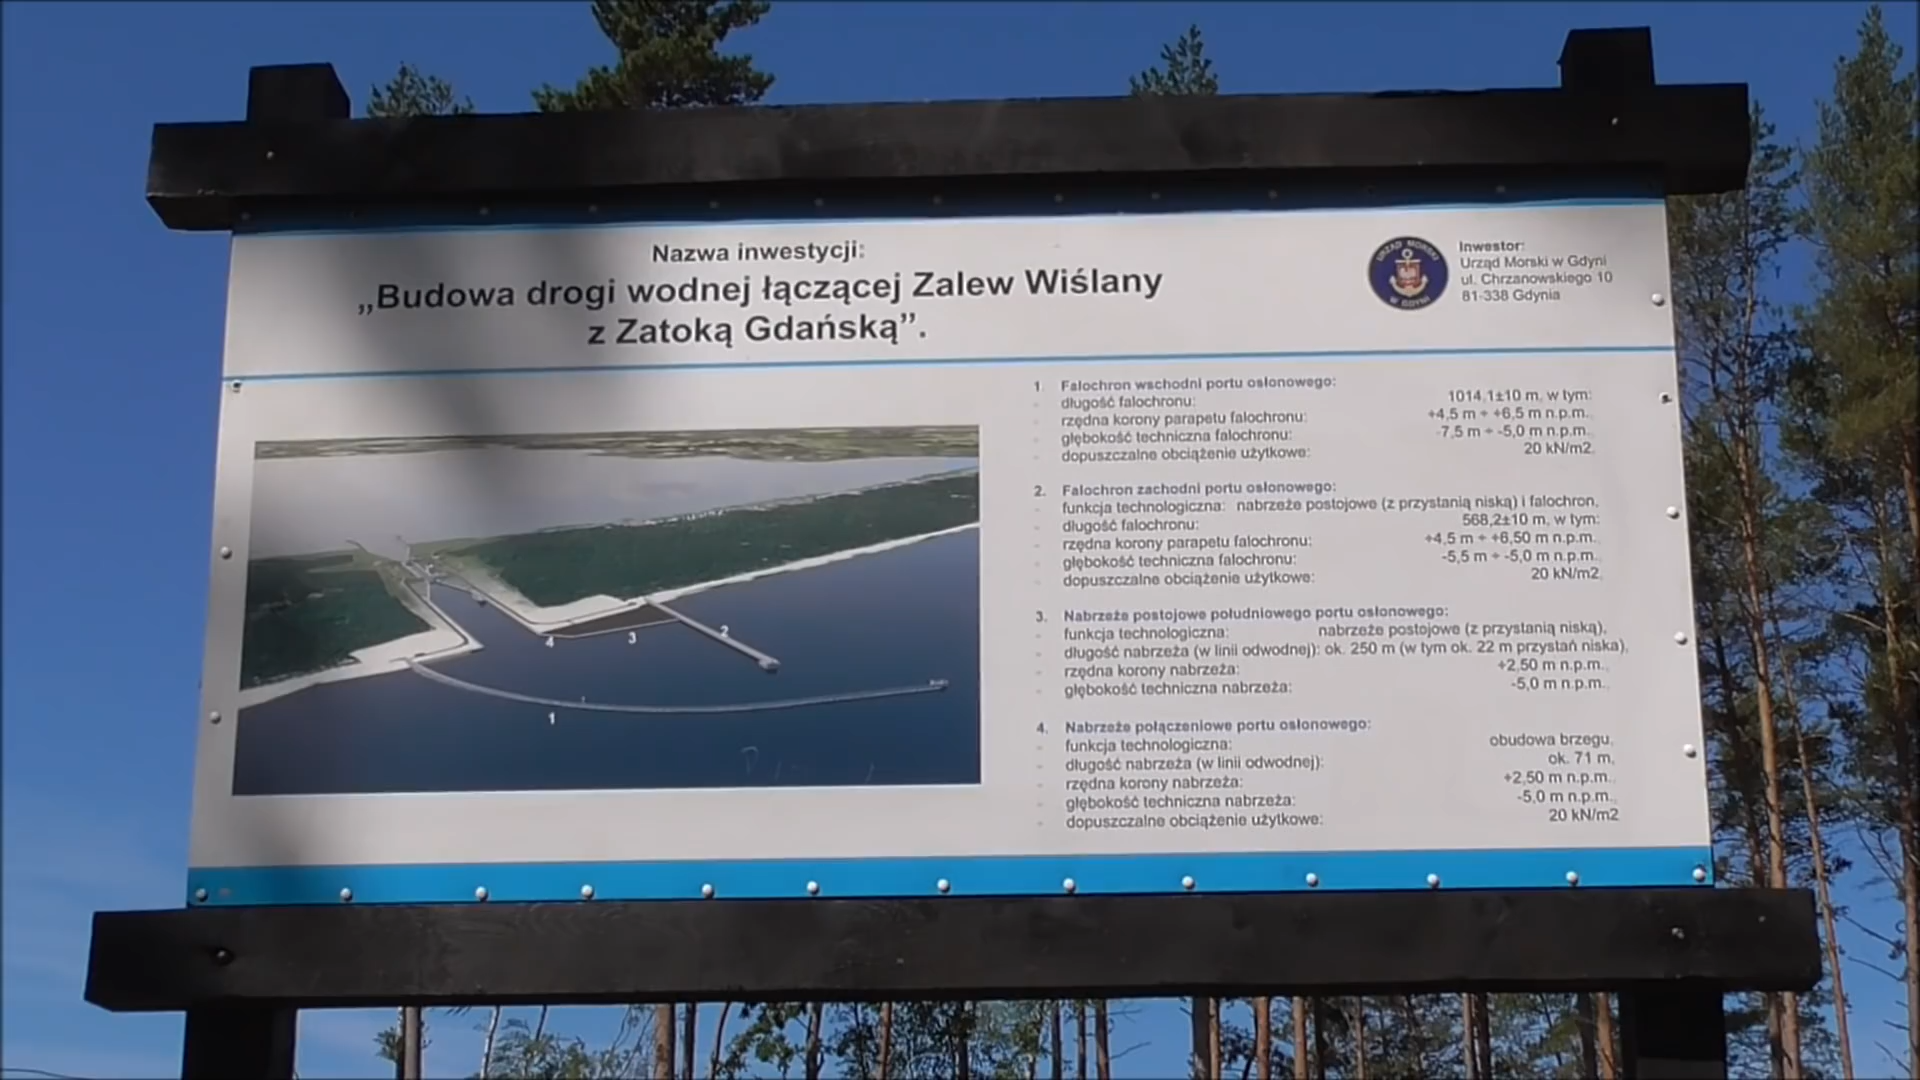 Nazwa inwestycji:
„Budowa drogi wodnej łączącej Zalew Wiślany
z Zatoką Gdańską”.
URZĄD MORSKI
W GDYNI
Inwestor:
Urząd Morski w Gdyni
ul. Chrzanowskiego 10
81-338 Gdynia
1. Falochron wschodni portu osłonowego:
- długość falochronu: 1014,1±10 m, w tym:
- rzędna korony parapetu falochronu: +4,5 m ÷ +6,5 m n.p.m.
- głębokość techniczna falochronu: -7,5 m ÷ -5,0 m n.p.m.
- dopuszczalne obciążenie użytkowe: 20 kN/m2,
2. Falochron zachodni portu osłonowego:
- funkcja technologiczna: nabrzeże postojowe (z przystanią niską) i falochron,
- długość falochronu: 568,2±10 m, w tym:
- rzędna korony parapetu falochronu: +4,5 m ÷ +6,50 m n.p.m.
- głębokość techniczna falochronu: -5,5 m ÷ -5,0 m n.p.m.
- dopuszczalne obciążenie użytkowe: 20 kN/m2,
3. Nabrzeże postojowe południowego portu osłonowego:
- funkcja technologiczna: nabrzeże postojowe (z przystanią niską),
- długość nabrzeża (w linii odwodnej): ok. 250 m (w tym ok. 22 m przystań niska),
- rzędna korony nabrzeża: +2,50 m n.p.m.
- głębokość techniczna nabrzeża: -5,0 m n.p.m.
4. Nabrzeże połączeniowe portu osłonowego:
- funkcja technologiczna: obudowa brzegu,
- długość nabrzeża (w linii odwodnej): ok. 71 m,
- rzędna korony nabrzeża: +2,50 m n.p.m.
- głębokość techniczna nabrzeża: -5,0 m n.p.m.
- dopuszczalne obciążenie użytkowe: 20 kN/m2
4 3 2
1